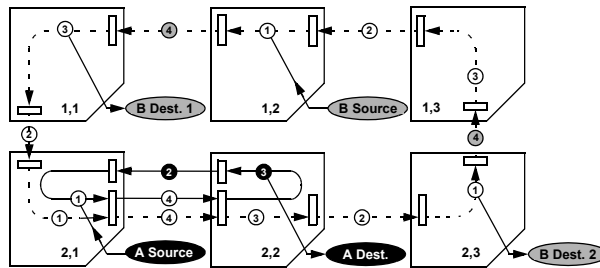 3 4 1 2
3
B Dest. 1 B Source
1,1 1,2 1,3
2 4
2 3
1 4 1
1 4 3 2
2,1 A Source 2,2 A Dest. 2,3 B Dest. 2